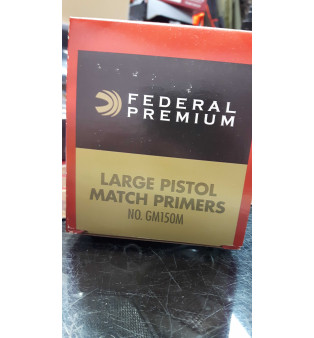 FEDERAL
PREMIUM
LARGE PISTOL
MATCH PRIMERS
NO. GM150M